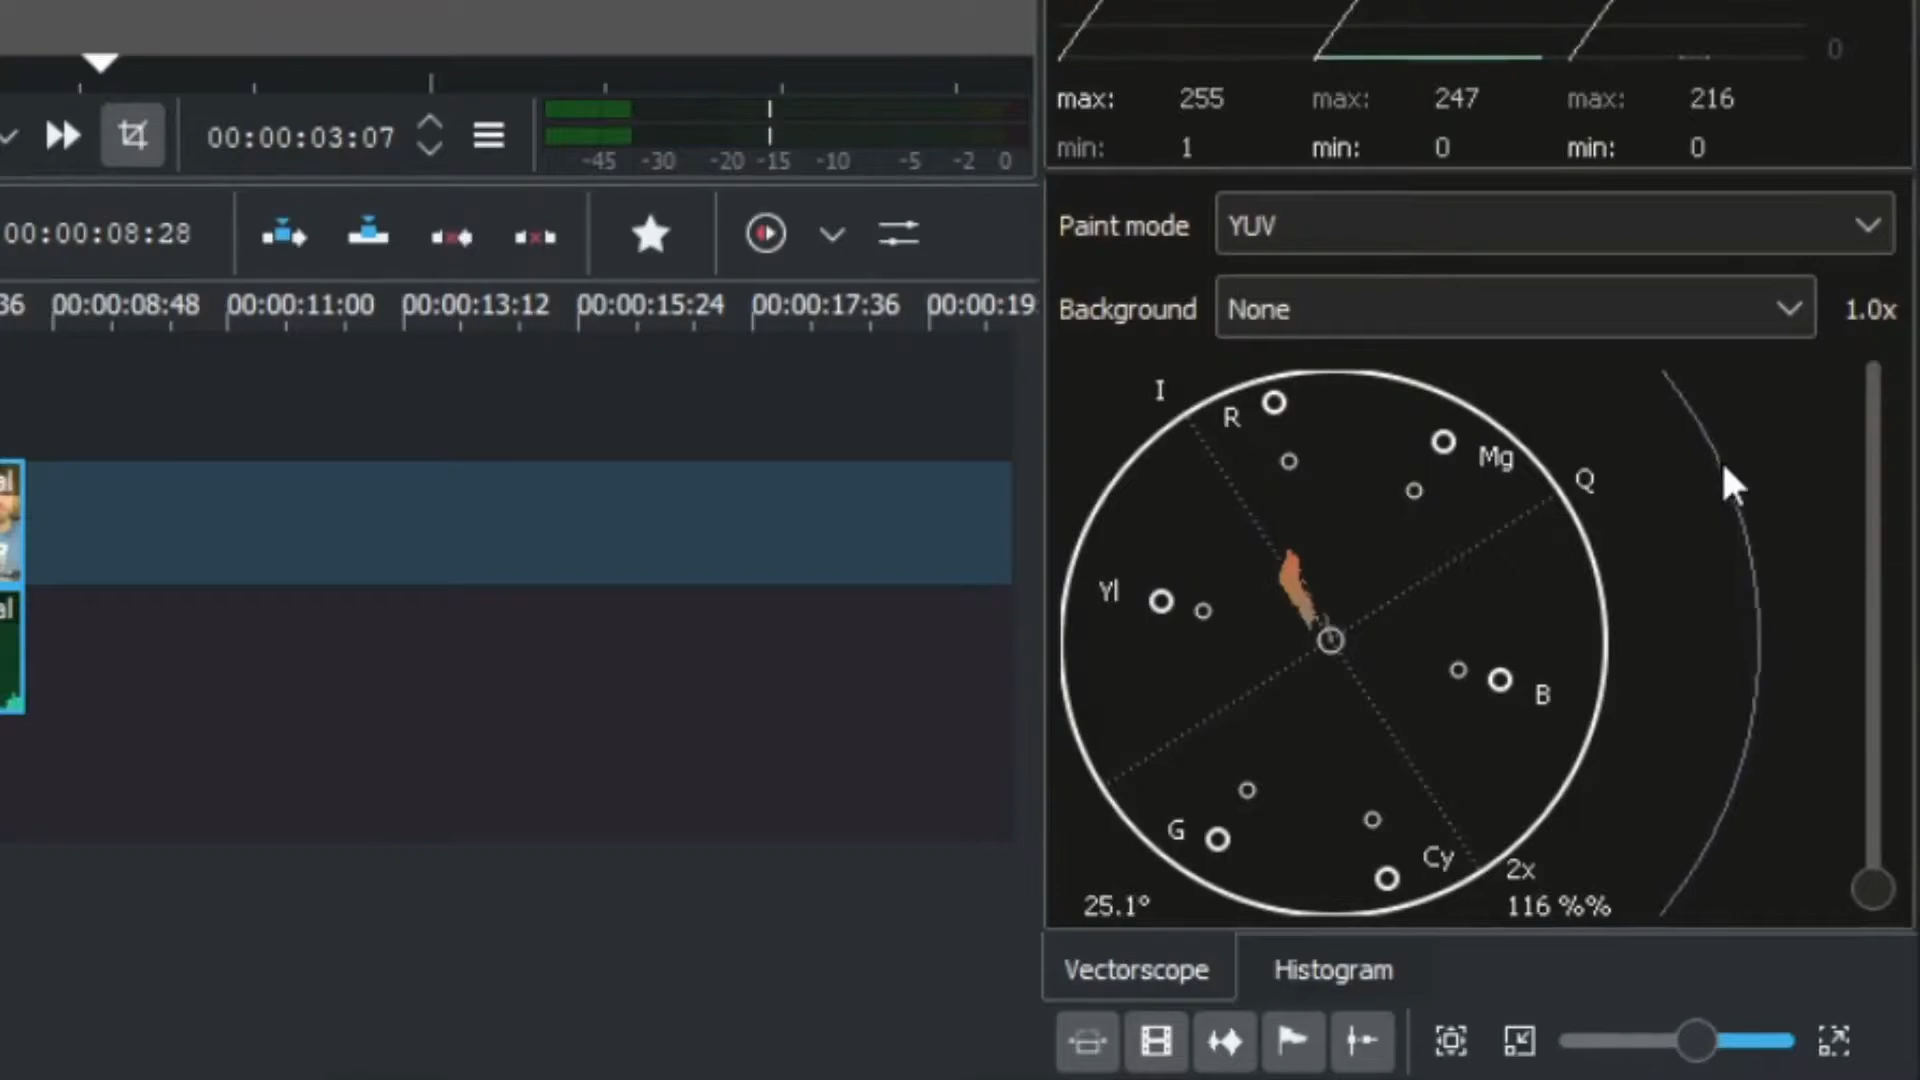 0
max: 255 max: 247 max: 216
min: 1 min: 0 min: 0
00:00:03:07
-45 -30 -20 -15 -10 -5 -2 0
Paint mode YUV
00:00:08:28
Background None 1.0x
36 00:00:08:48 00:00:11:00 00:00:13:12 00:00:15:24 00:00:17:36 00:00:19
I
R
Mg
Q
al
Yl
al
B
G
Cy
2x
25.1° 116 %%
Vectorscope Histogram